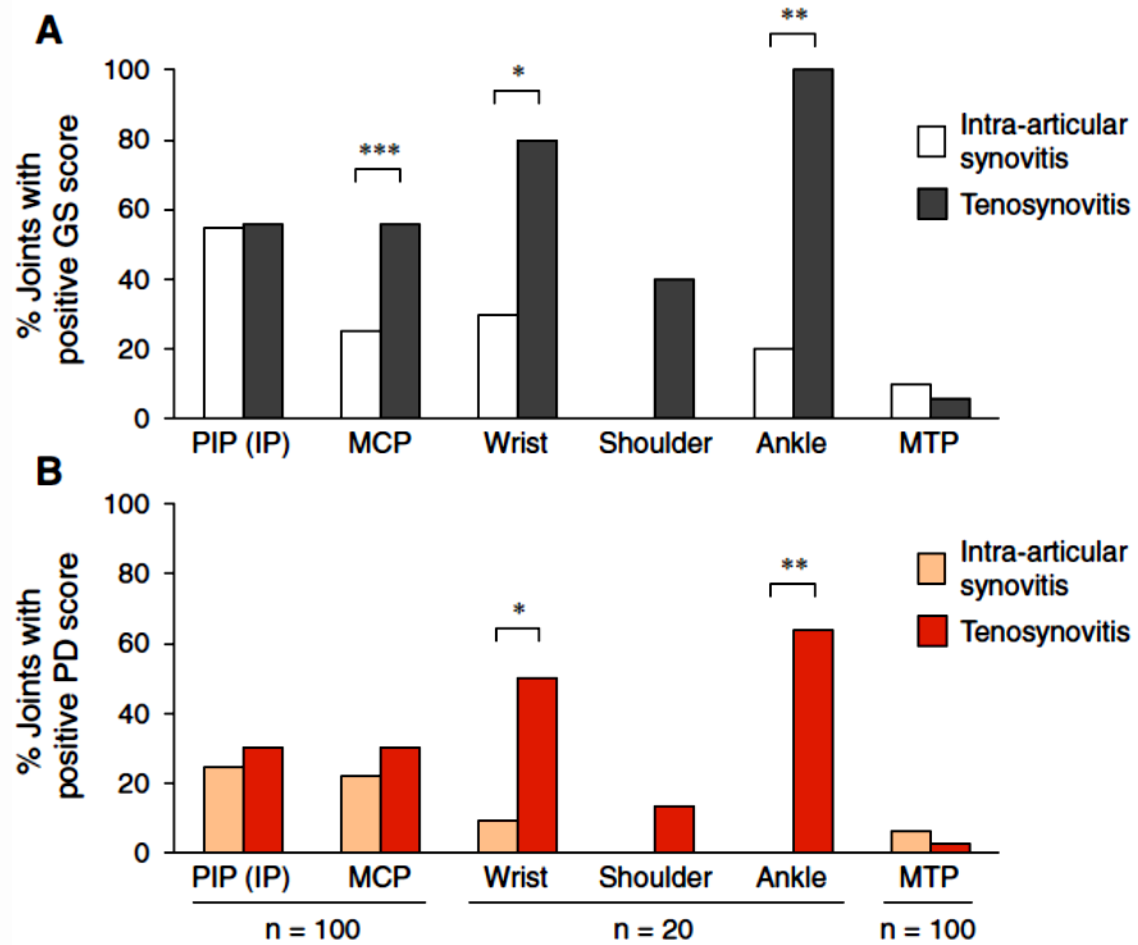 A
% Joints with
positive GS score
100
80
60
40
20
0
***
*
**
Intra-articular
synovitis
Tenosynovitis
PIP (IP) MCP Wrist Shoulder Ankle MTP
B
% Joints with
positive PD score
100
80
60
40
20
0
*
**
Intra-articular
synovitis
Tenosynovitis
PIP (IP) MCP Wrist Shoulder Ankle MTP
n = 100 n = 20 n = 100